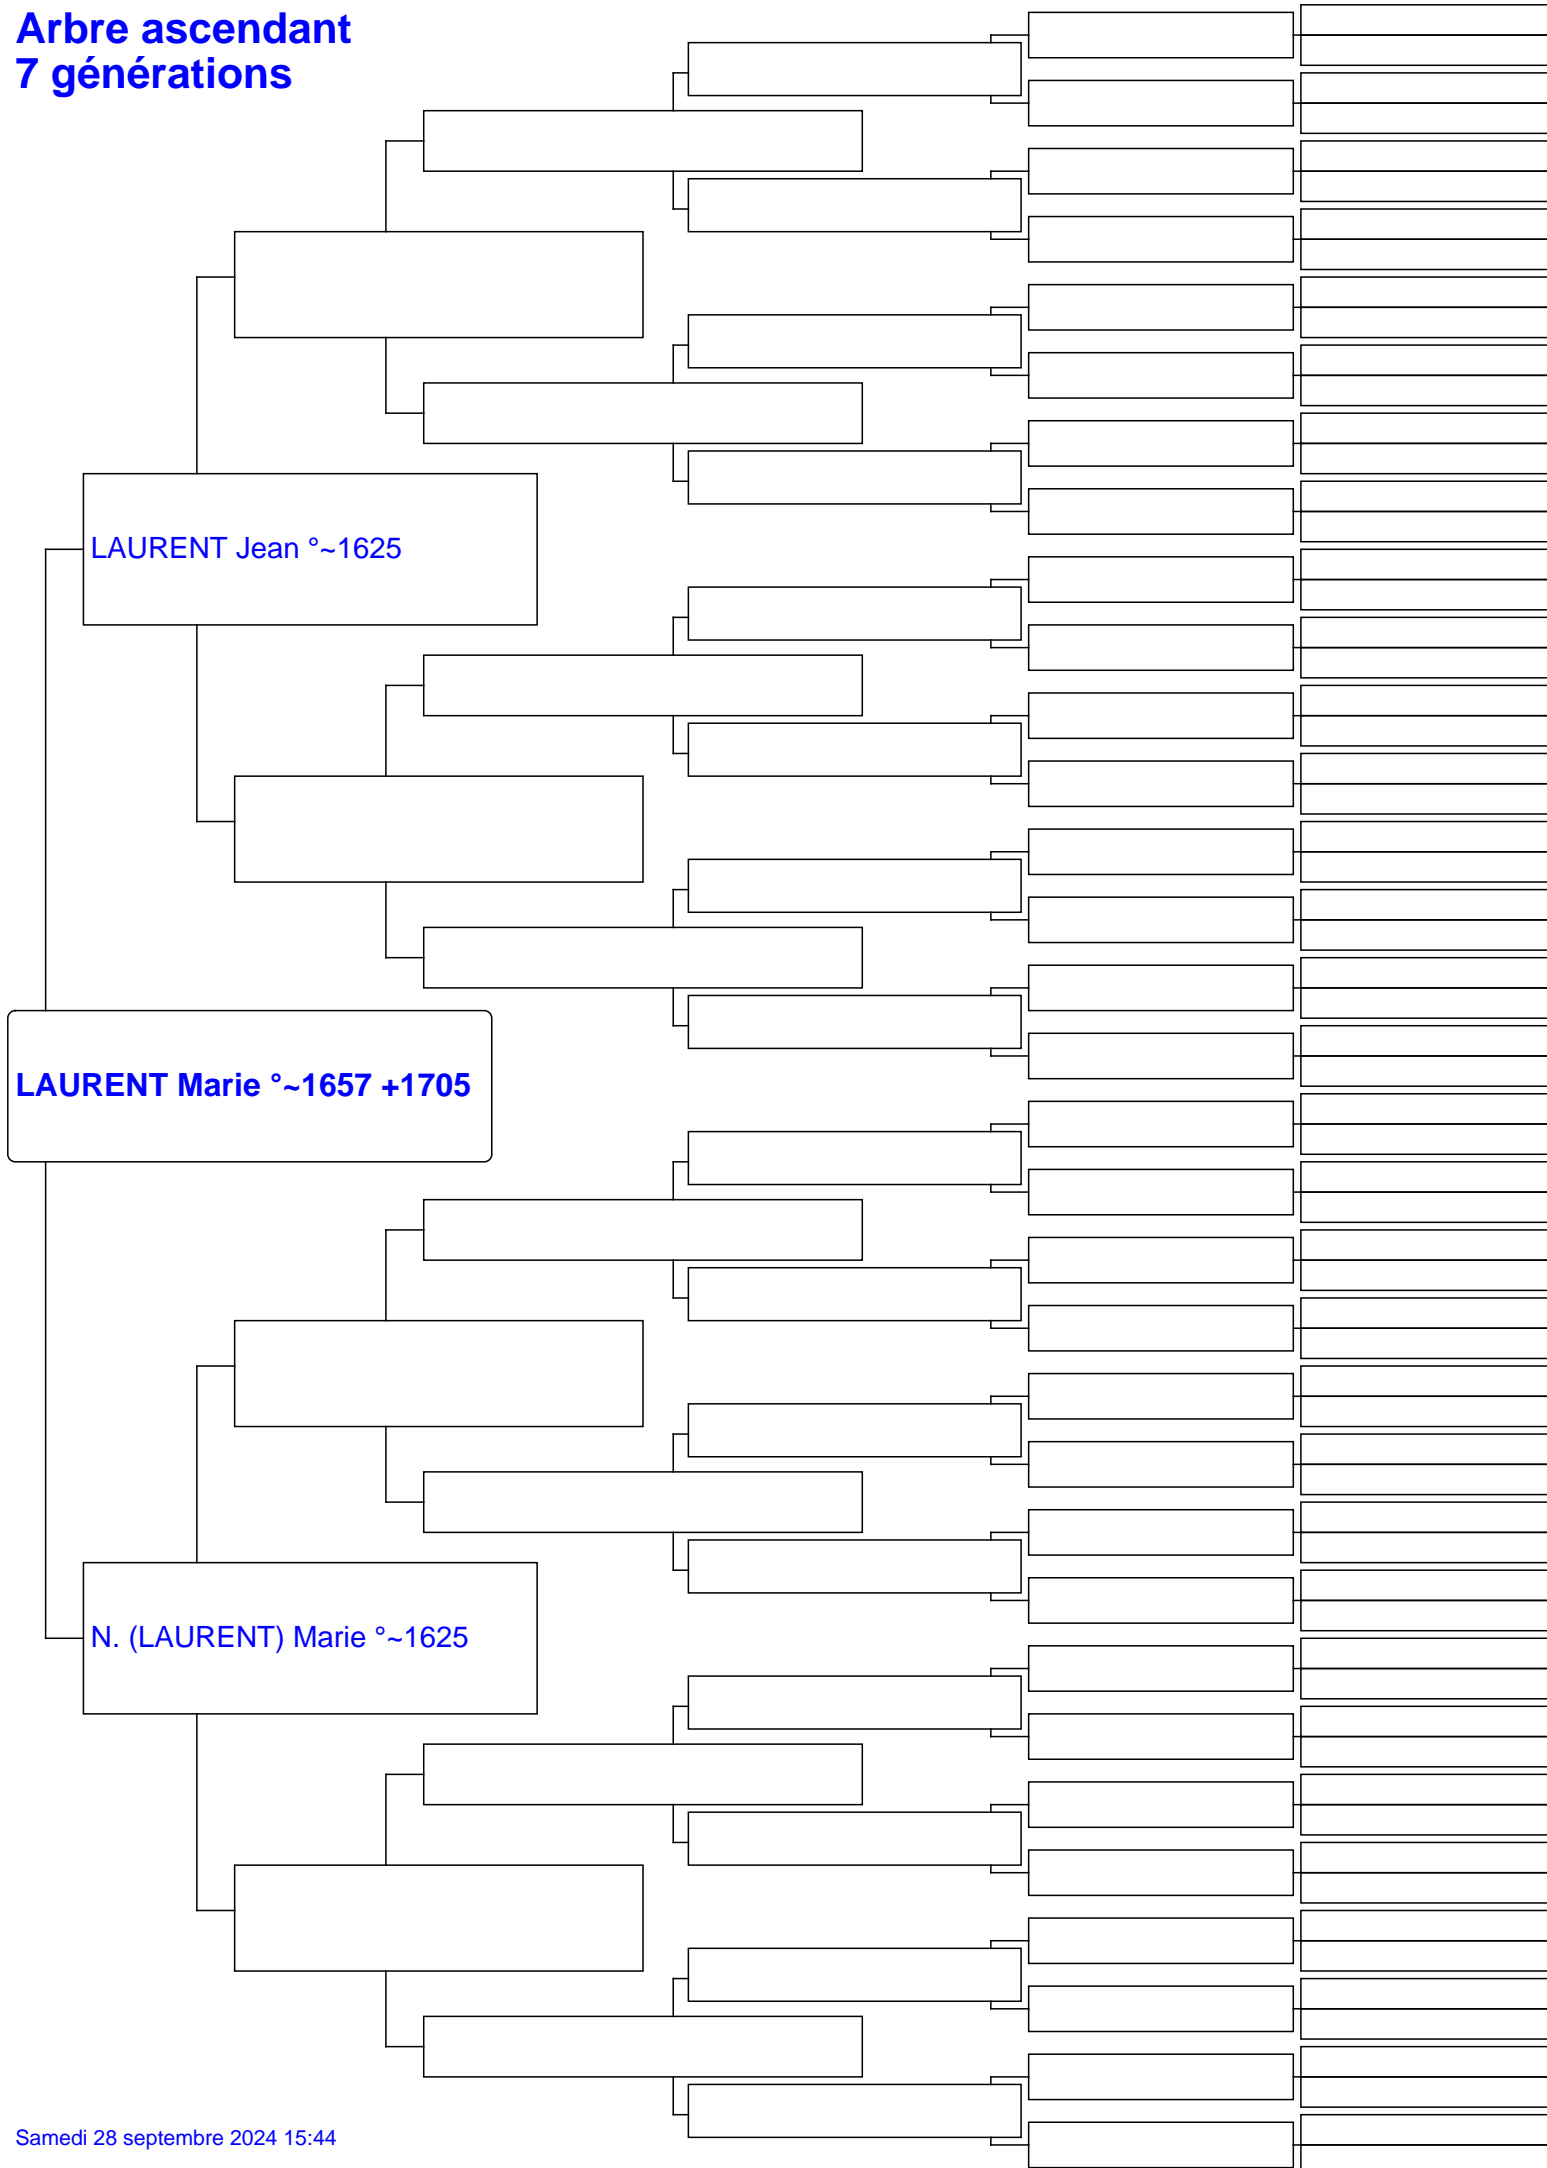 Arbre ascendant
7 générations
LAURENT Jean °~1625
LAURENT Marie °~1657 +1705
N. (LAURENT) Marie °~1625
Samedi 28 septembre 2024 15:44